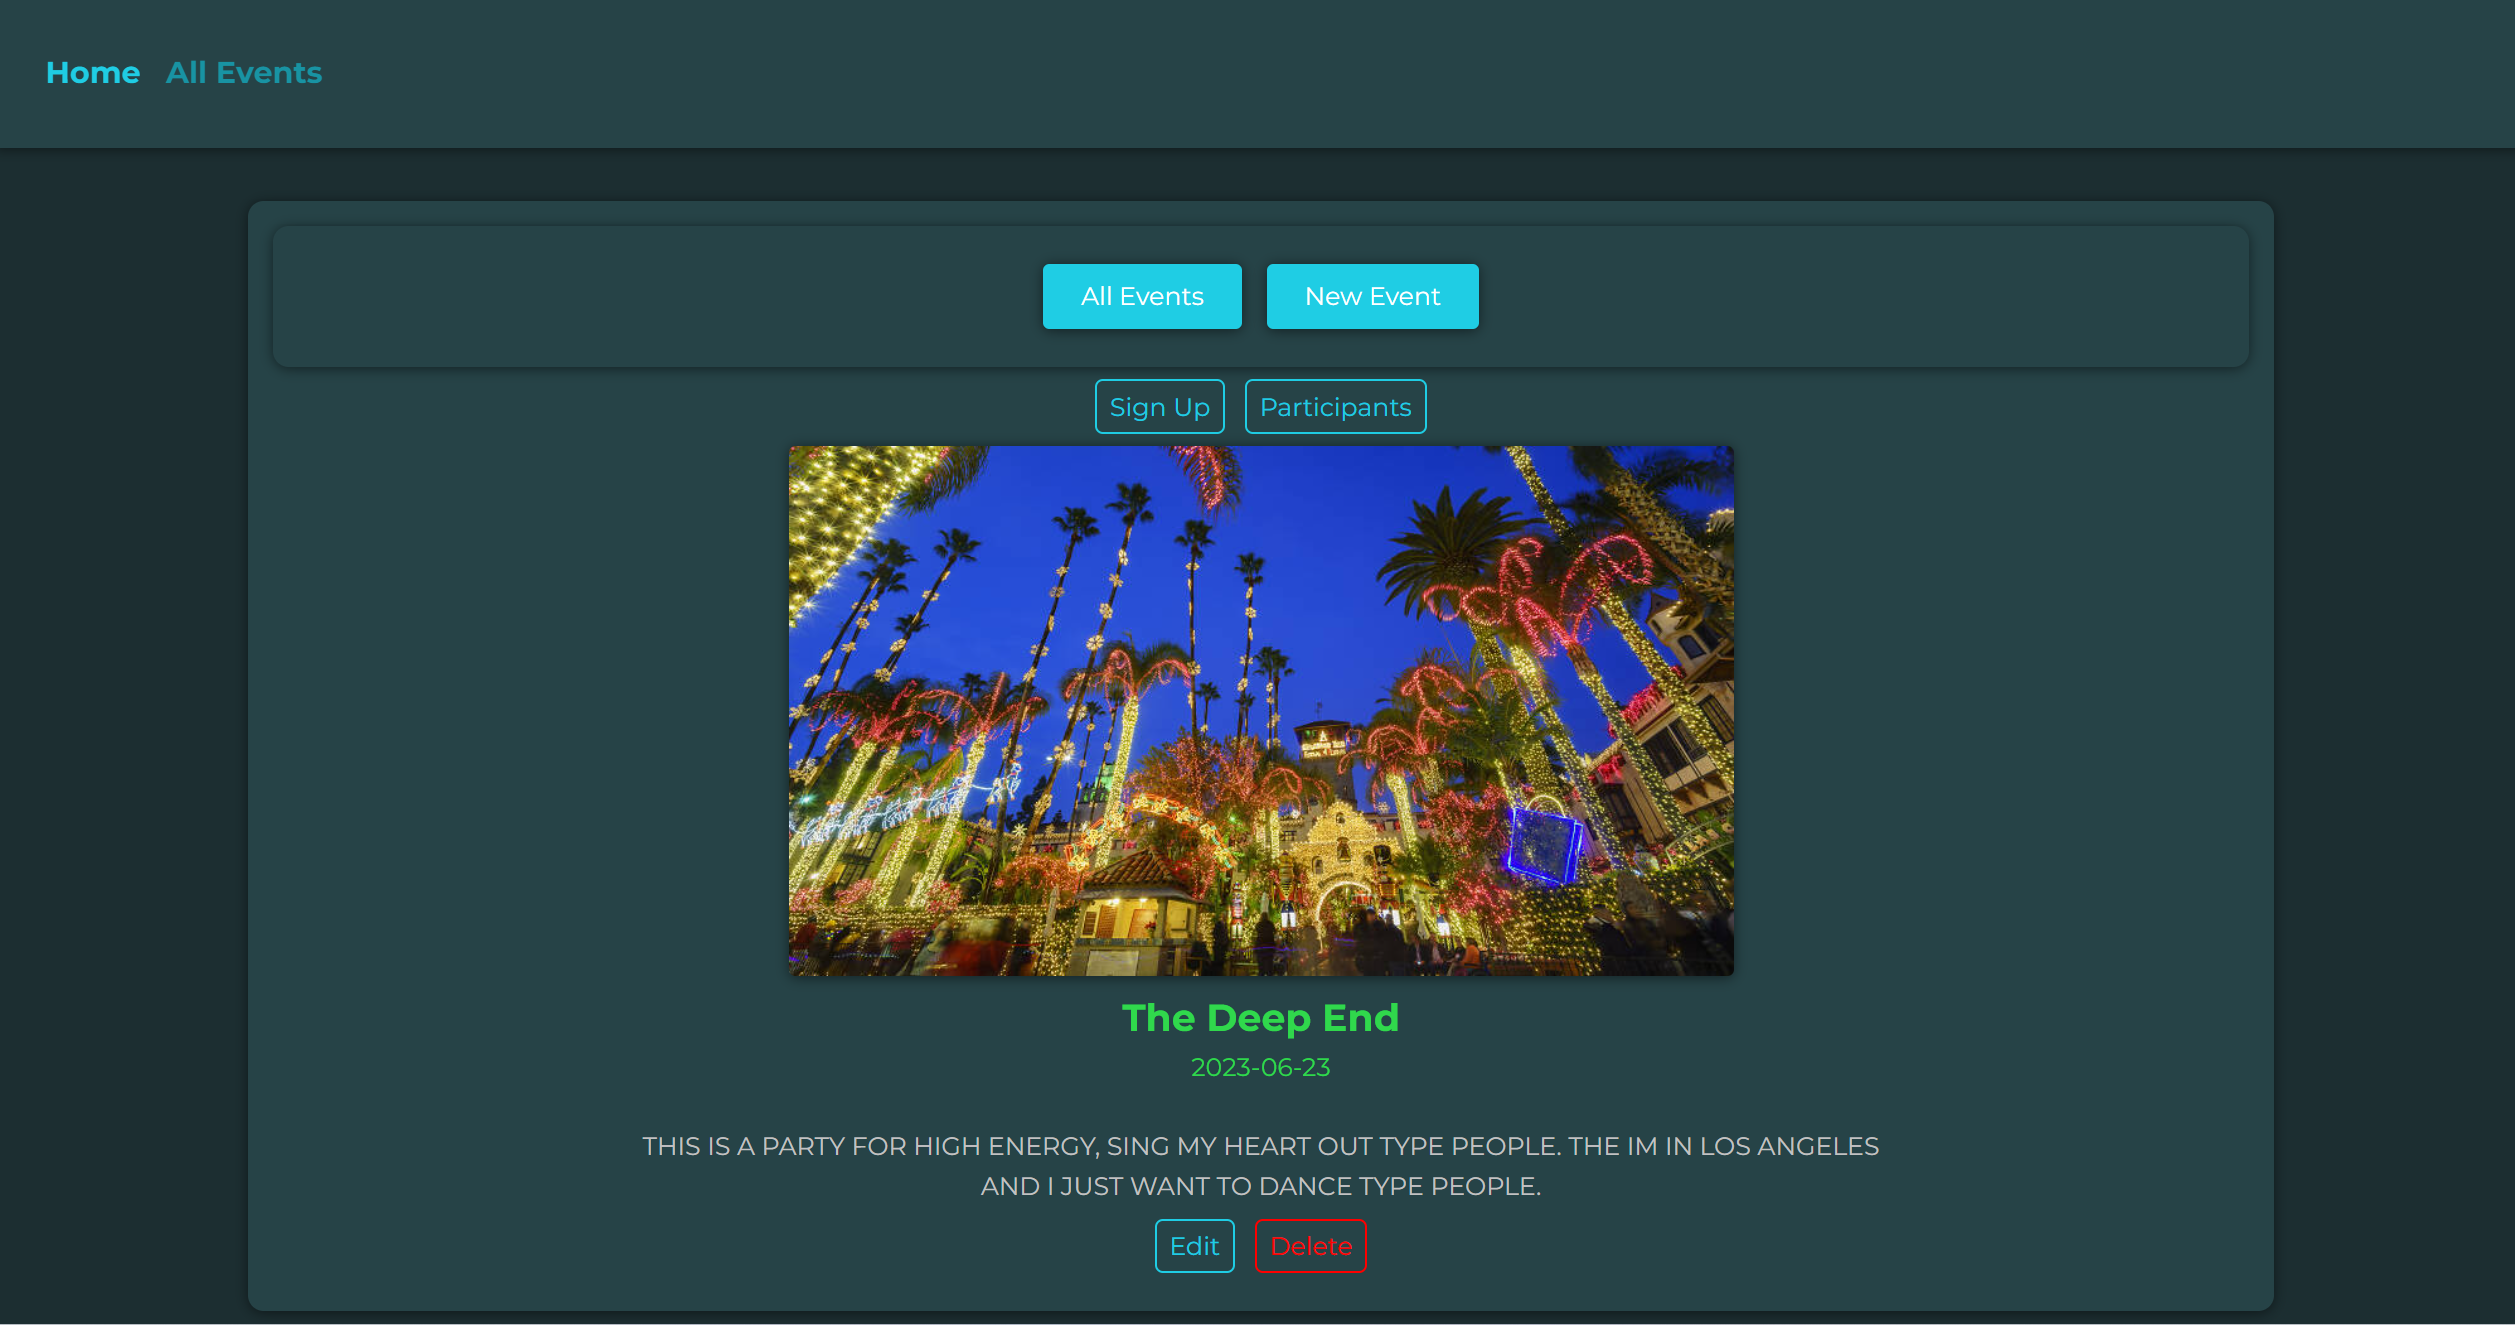 Home All Events
All Events New Event
Sign Up Participants
The Deep End
2023-06-23
THIS IS A PARTY FOR HIGH ENERGY, SING MY HEART OUT TYPE PEOPLE. THE IM IN LOS ANGELES
AND I JUST WANT TO DANCE TYPE PEOPLE.
Edit Delete